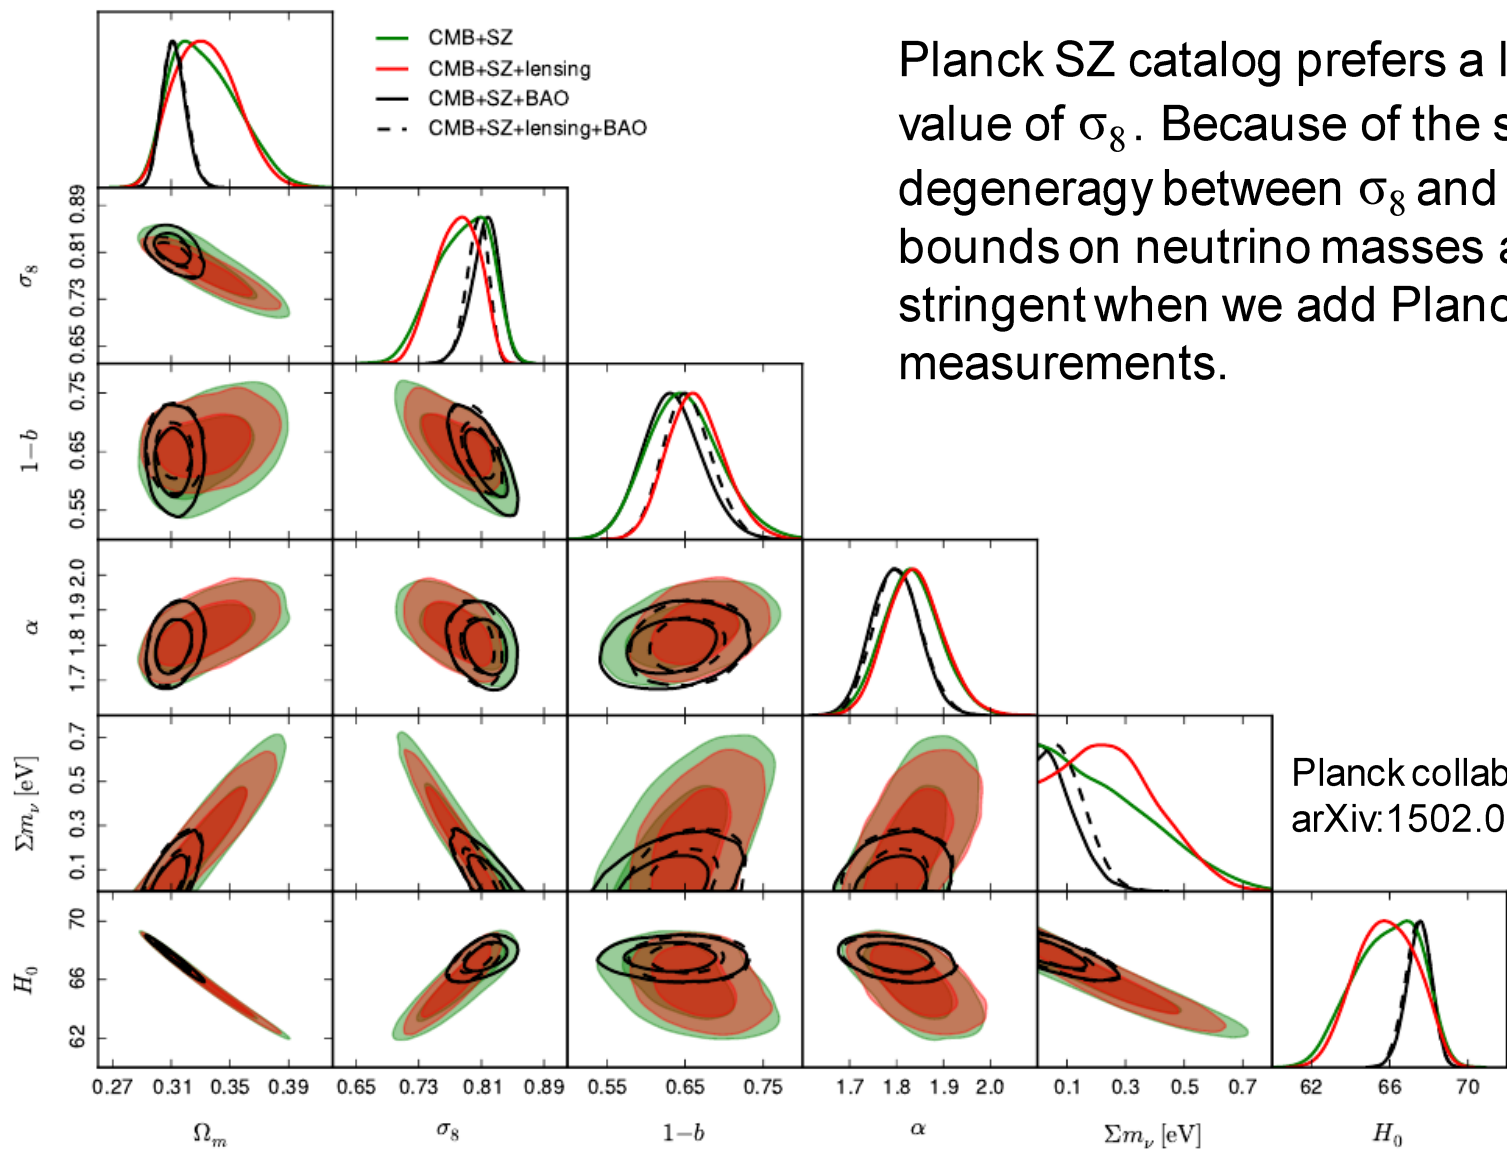 CMB+SZ
CMB+SZ+lensing
CMB+SZ+BAO
CMB+SZ+lensing+BAO
Planck SZ catalog prefers a l
value of σ₈. Because of the s
degeneragy between σ₈ and
bounds on neutrino masses a
stringent when we add Planc
measurements.
Planck collab
arXiv:1502.0
σ₈
0.89
0.81
0.73
0.65
1−b
0.75
0.65
0.55
α
2.0
1.9
1.8
1.7
Σmᵥ [eV]
0.7
0.5
0.3
0.1
H₀
70
66
62
0.27 0.31 0.35 0.39 0.65 0.73 0.81 0.89 0.55 0.65 0.75 1.7 1.8 1.9 2.0 0.1 0.3 0.5 0.7 62 66 70
Ωₘ σ₈ 1−b α Σmᵥ [eV] H₀